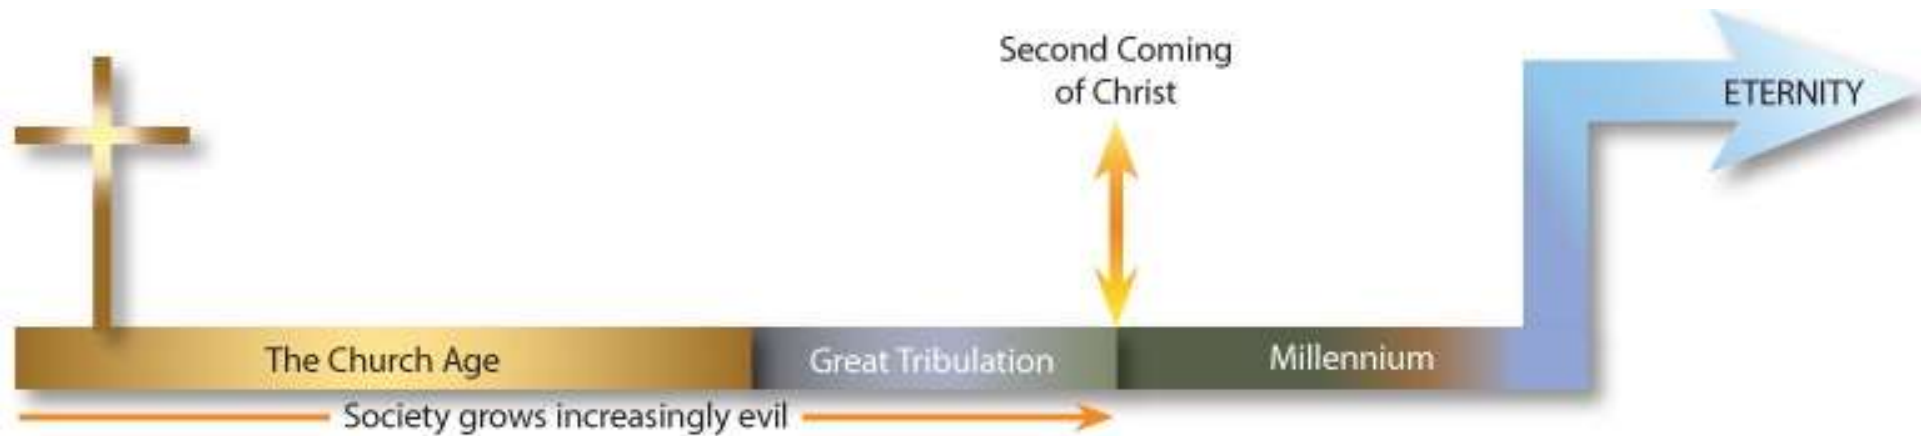 Second Coming
of Christ
ETERNITY
The Church Age
Great Tribulation
Millennium
Society grows increasingly evil